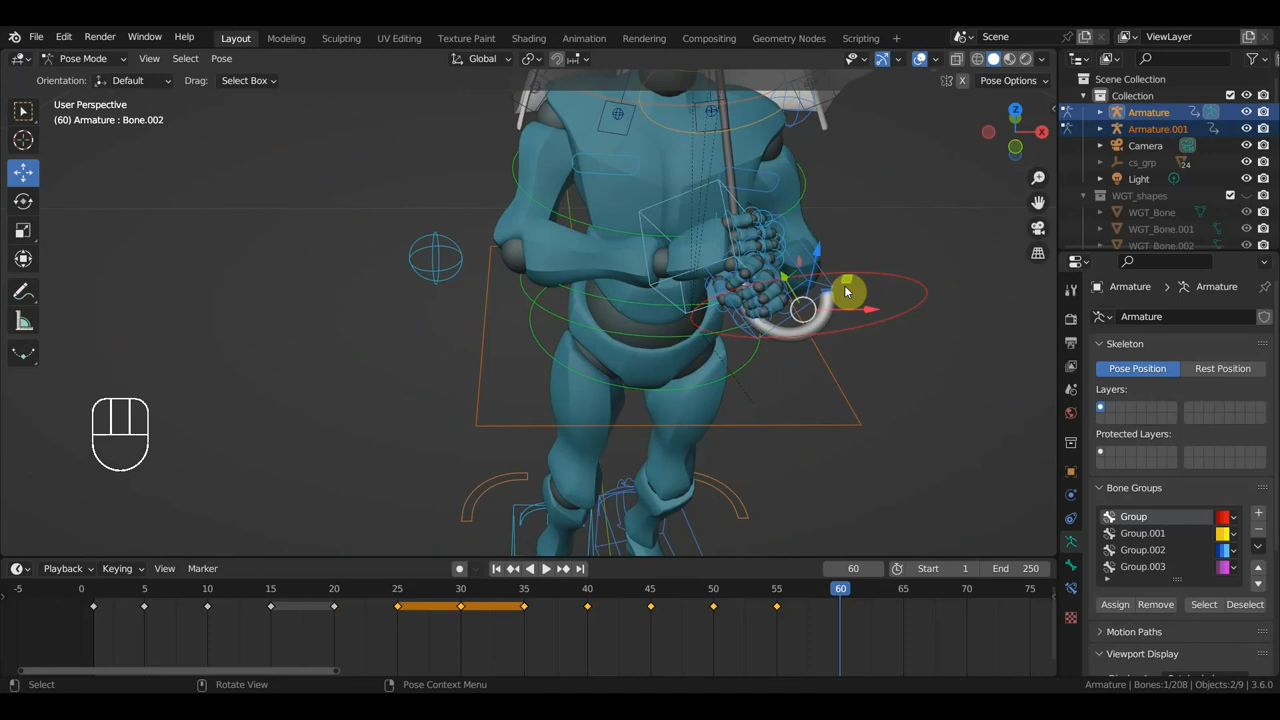 File Edit Render Window Help Layout Modeling Sculpting UV Editing Texture Paint Shading Animation Rendering Compositing Geometry Nodes Scripting + Scene ViewLayer
Pose Mode View Select Pose Global
Orientation: Default Drag: Select Box X Pose Options
User Perspective
(60) Armature : Bone.002
Z
X
Scene Collection
Collection
Armature
Armature.001
Camera
cs_grp 24
Light
WGT_shapes
WGT_Bone
WGT_Bone.001
WGT_Bone.002
Armature > Armature
Armature
Skeleton
Pose Position Rest Position
Layers:
Protected Layers:
Bone Groups
Group
Group.001
Group.002
Group.003
Assign Remove Select Deselect
Motion Paths
Viewport Display
Playback Keying View Marker 60 Start 1 End 250
-5 0 5 10 15 20 25 30 35 40 45 50 55 60 65 70 75
Select Rotate View Pose Context Menu Armature | Bones:1/208 | Objects:2/9 | 3.6.0